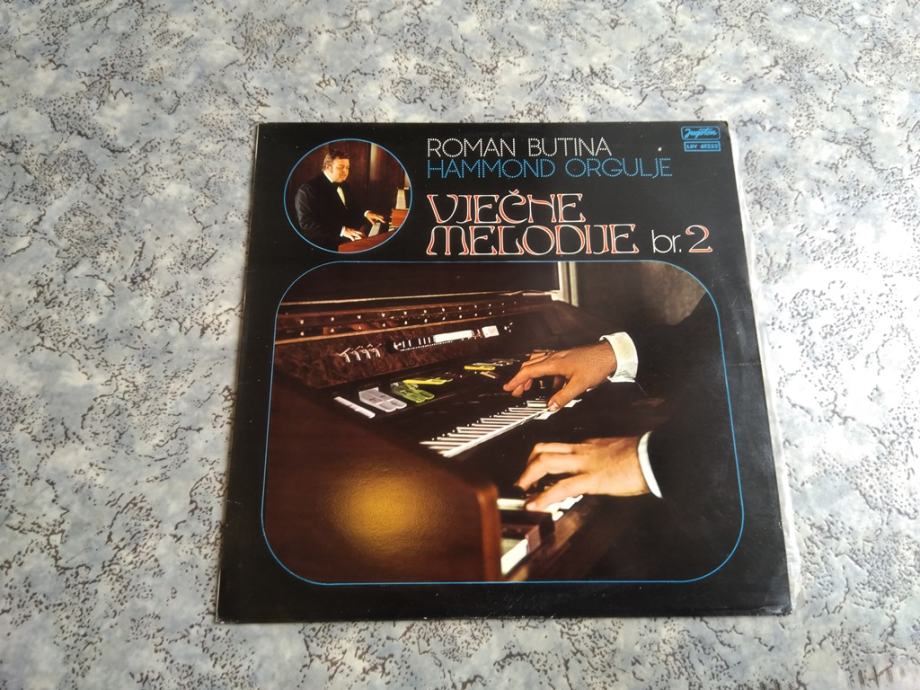 ROMAN BUTINA
HAMMOND ORGULJE
VJEČNE
MELODIJE br. 2
Jugoton